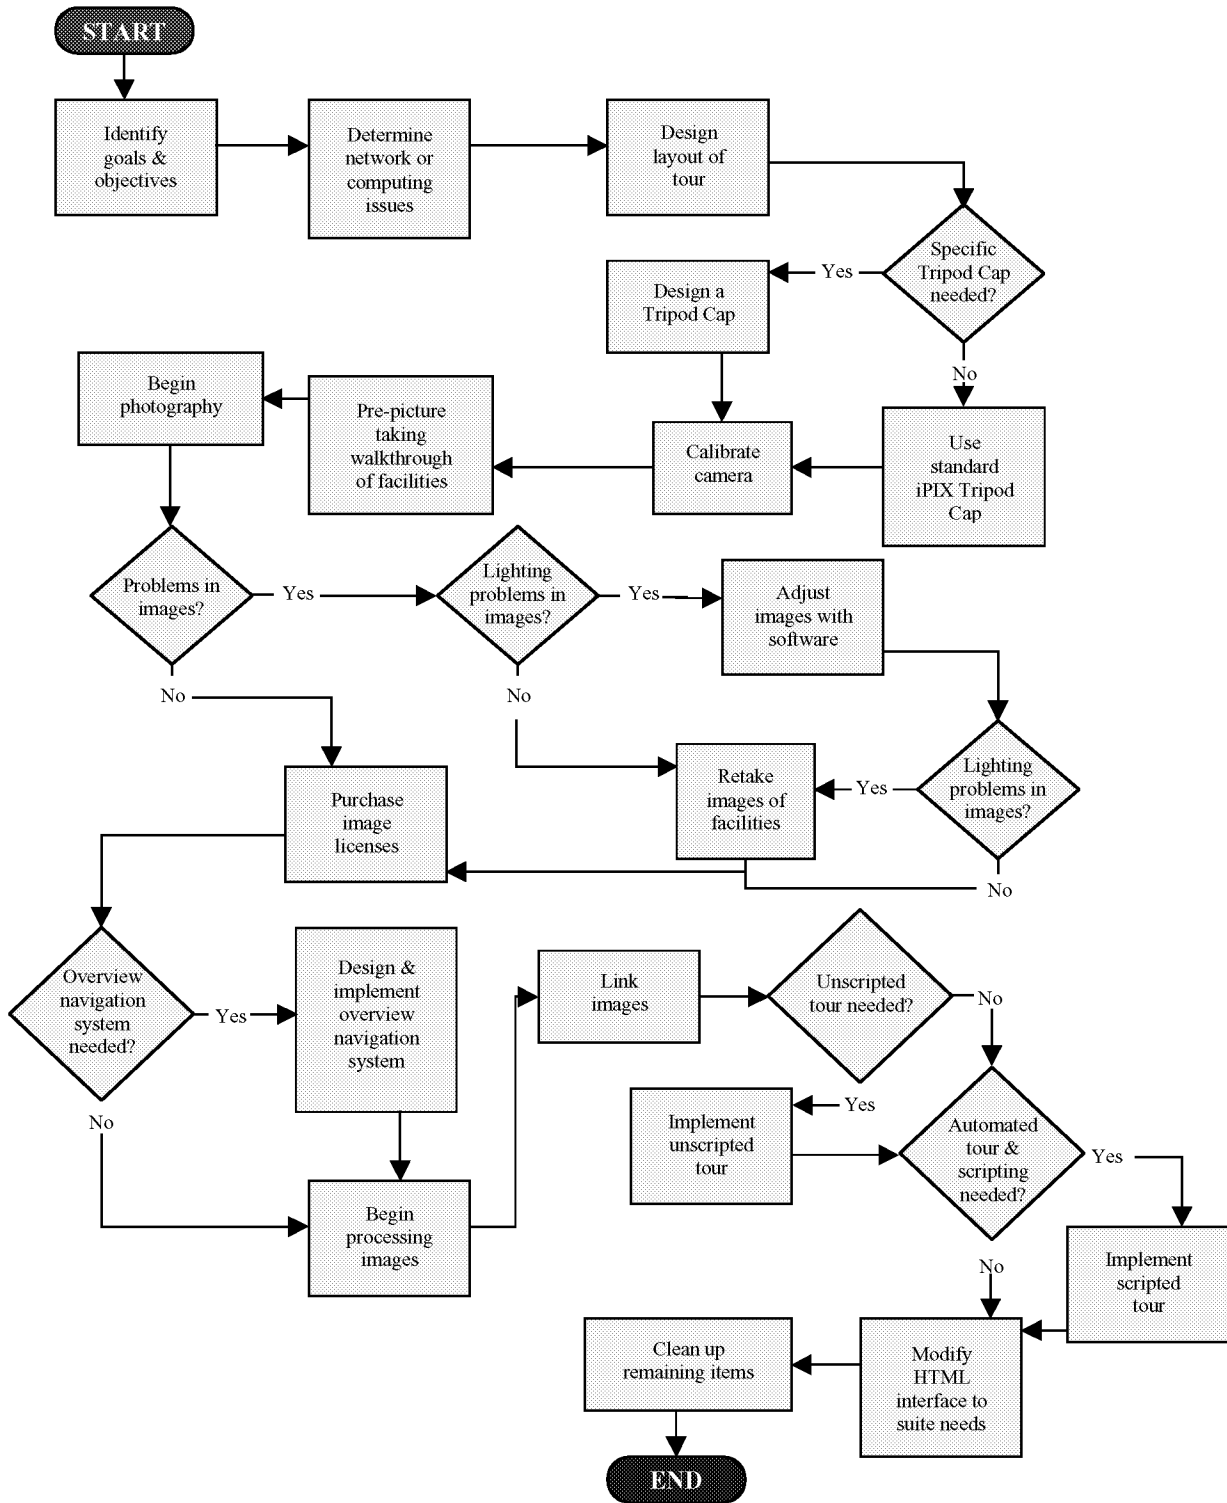 START
Identify
goals &
objectives
Determine
network or
computing
issues
Design
layout of
tour
Specific
Tripod Cap
needed?
Yes
Design a
Tripod Cap
No
Use
standard
iPIX Tripod
Cap
Calibrate
camera
Pre-picture
taking
walkthrough
of facilities
Begin
photography
Problems in
images?
Yes
Lighting
problems in
images?
Yes
Adjust
images with
software
No
No
Retake
images of
facilities
Yes
Lighting
problems in
images?
No
Purchase
image
licenses
Overview
navigation
system
needed?
Yes
Design &
implement
overview
navigation
system
No
Begin
processing
images
Link
images
Unscripted
tour needed?
No
Yes
Implement
unscripted
tour
Automated
tour &
scripting
needed?
Yes
Implement
scripted
tour
No
Modify
HTML
interface to
suite needs
Clean up
remaining items
END